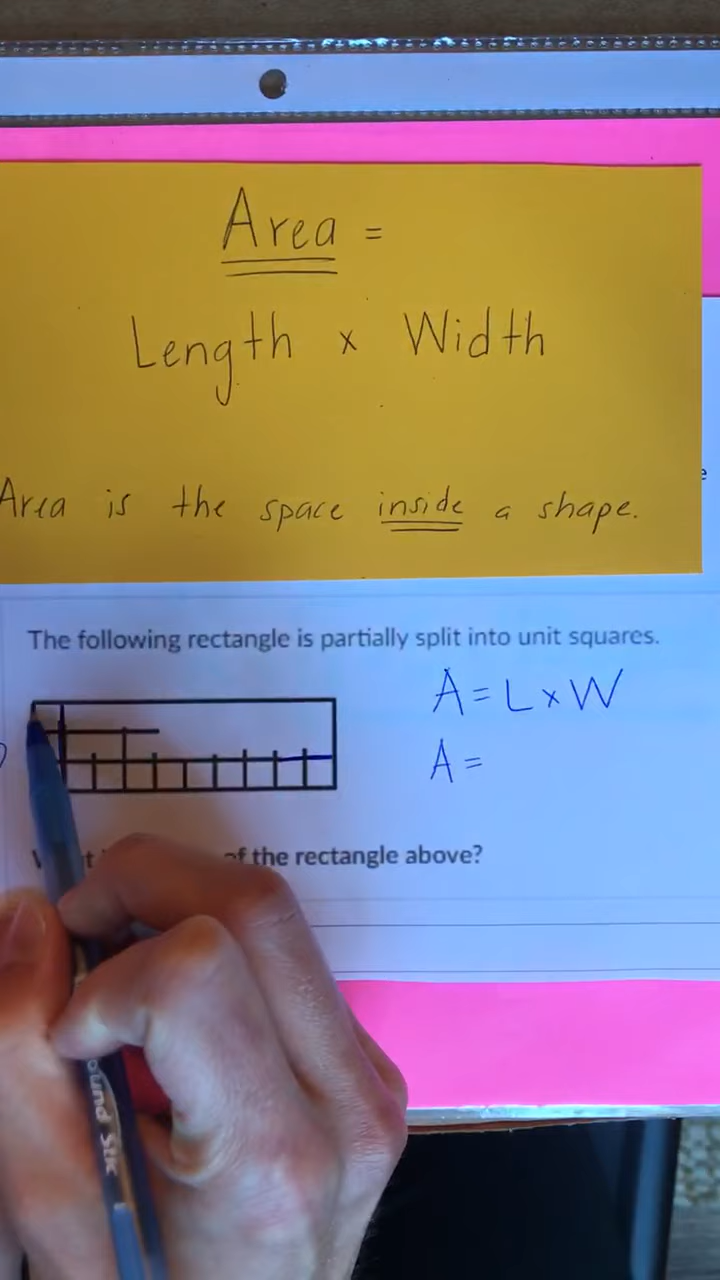 Area =
Length x Width
Area is the space inside a shape.
The following rectangle is partially split into unit squares.
A = L x W
A =
of the rectangle above?